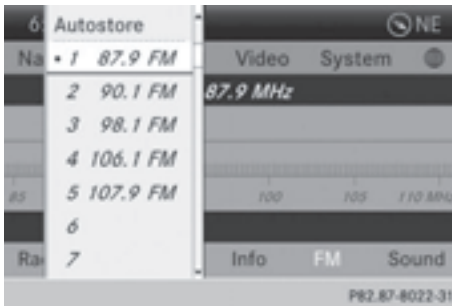 6 Autostore NE
Na • 1 87.9 FM Video System
2 90.1 FM 87.9 MHz
3 98.1 FM
4 106.1 FM
85 5 107.9 FM 100 105 110 MHz
6
Ra 7 Info FM Sound
P82.87-8022-31